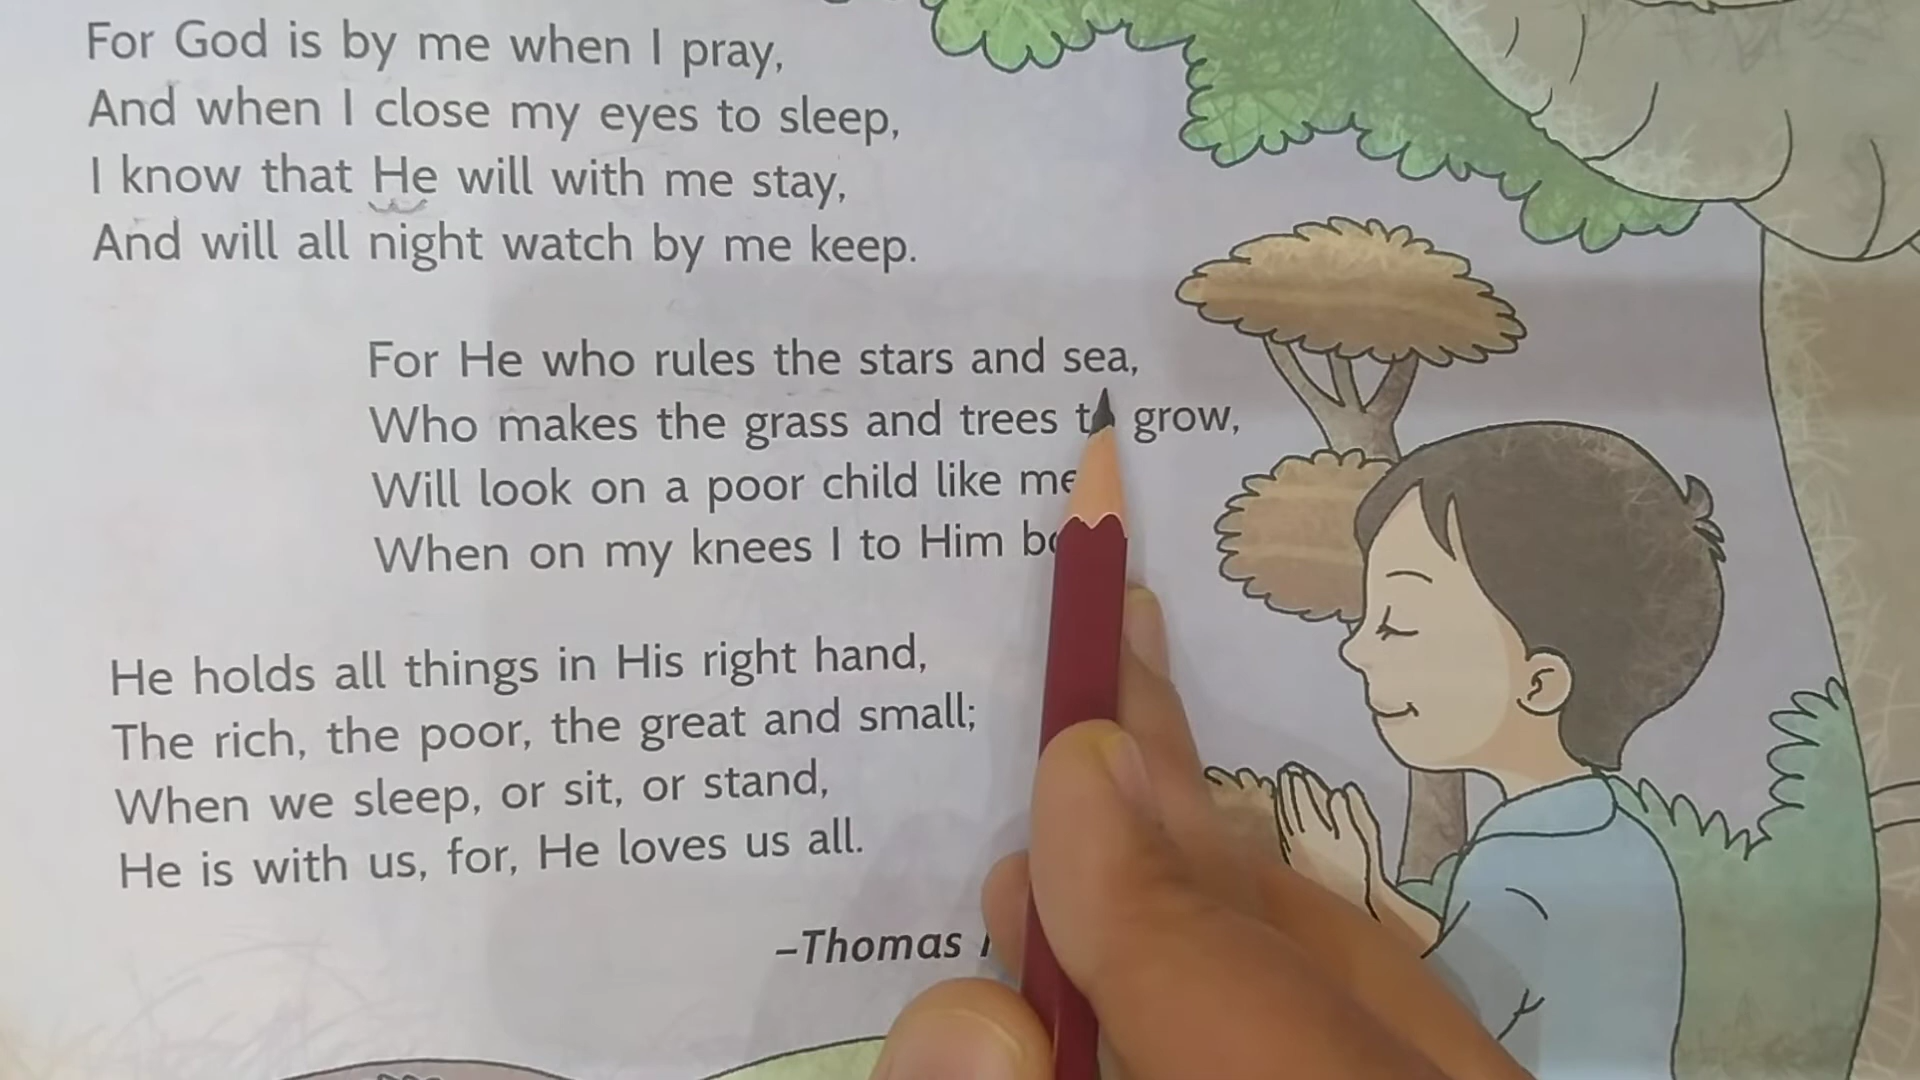 For God is by me when I pray,
And when I close my eyes to sleep,
I know that He will with me stay,
And will all night watch by me keep.
For He who rules the stars and sea,
Who makes the grass and trees to grow,
Will look on a poor child like me
When on my knees I to Him
He holds all things in His right hand,
The rich, the poor, the great and small;
When we sleep, or sit, or stand,
He is with us, for, He loves us all.
–Thomas